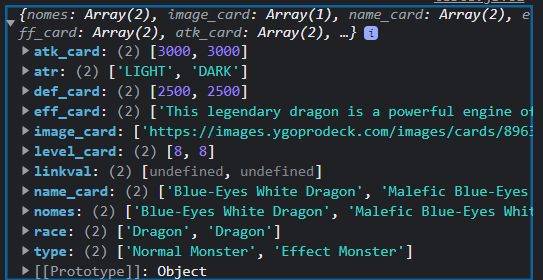 {nomes: Array(2), image_card: Array(1), name_card: Array(2), e
ff_card: Array(2), atk_card: Array(2), …} i
atk_card: (2) [3000, 3000]
atr: (2) ['LIGHT', 'DARK']
def_card: (2) [2500, 2500]
eff_card: (2) ['This legendary dragon is a powerful engine of
image_card: ['https://images.ygoprodeck.com/images/cards/8963
level_card: (2) [8, 8]
linkval: (2) [undefined, undefined]
name_card: (2) ['Blue-Eyes White Dragon', 'Malefic Blue-Eyes
nomes: (2) ['Blue-Eyes White Dragon', 'Malefic Blue-Eyes Whi
race: (2) ['Dragon', 'Dragon']
type: (2) ['Normal Monster', 'Effect Monster']
[[Prototype]]: Object